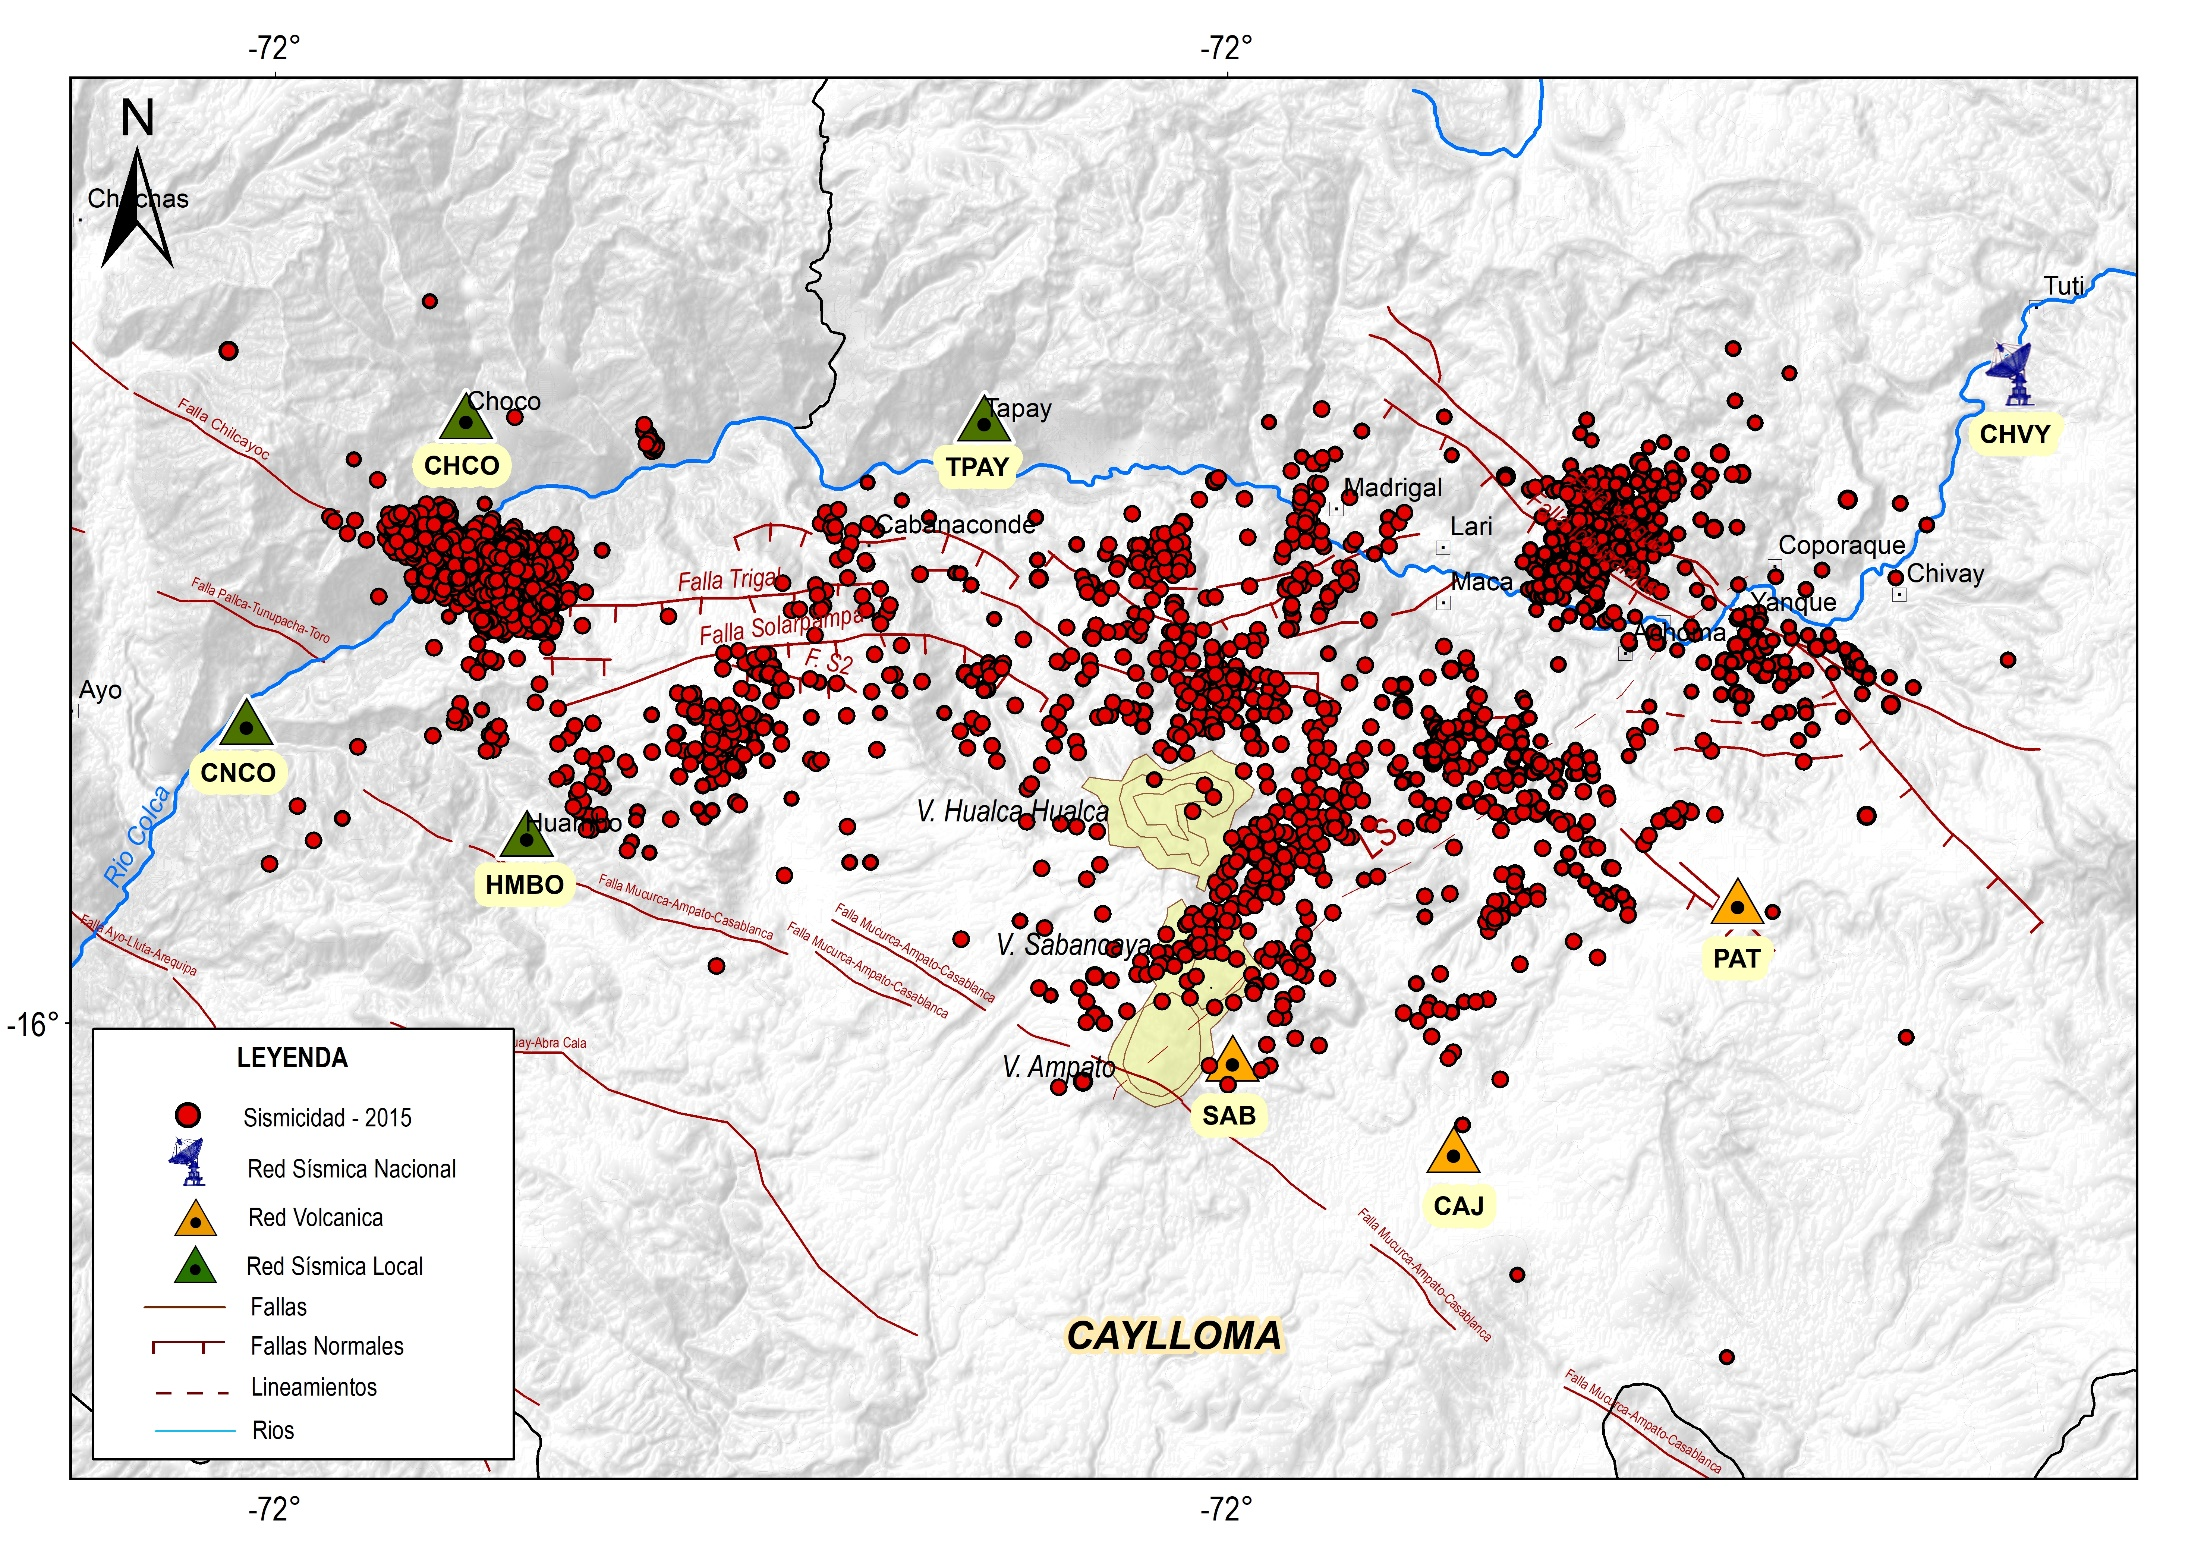 -72°
-72°
N
Chachas
Tuti
Choco
Tapay
Falla Chilcayoc
CHVY
CHCO
TPAY
Madrigal
Cabanaconde
Lari
Coporaque
Chivay
Falla Trigal
Maca
Falla Pallca-Tunupacha-Toro
Yanque
Falla Solarpampa
Achoma
F. S2
Ayo
CNCO
Rio Colca
V. Hualca Hualca
Huambo
LS
HMBO
Falla Mucurca-Ampato-Casablanca
Falla Mucurca-Ampato-Casablanca
Falla Mucurca-Ampato-Casablanca
Falla Ayo-Lluta-Arequipa
V. Sabancaya
PAT
-16°
uay-Abra Cala
V. Ampato
SAB
CAJ
Falla Mucurca-Ampato-Casablanca
CAYLLOMA
Falla Mucurca-Ampato-Casablanca
LEYENDA
Sismicidad - 2015
Red Sísmica Nacional
Red Volcanica
Red Sísmica Local
Fallas
Fallas Normales
Lineamientos
Rios
-72°
-72°